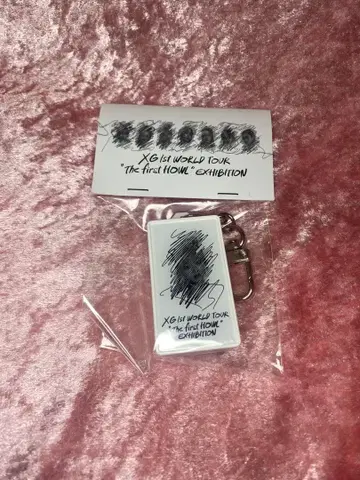 XG 1st WORLD TOUR
"The first HOWL" EXHIBITION
XG 1st WORLD TOUR
"The first HOWL"
EXHIBITION